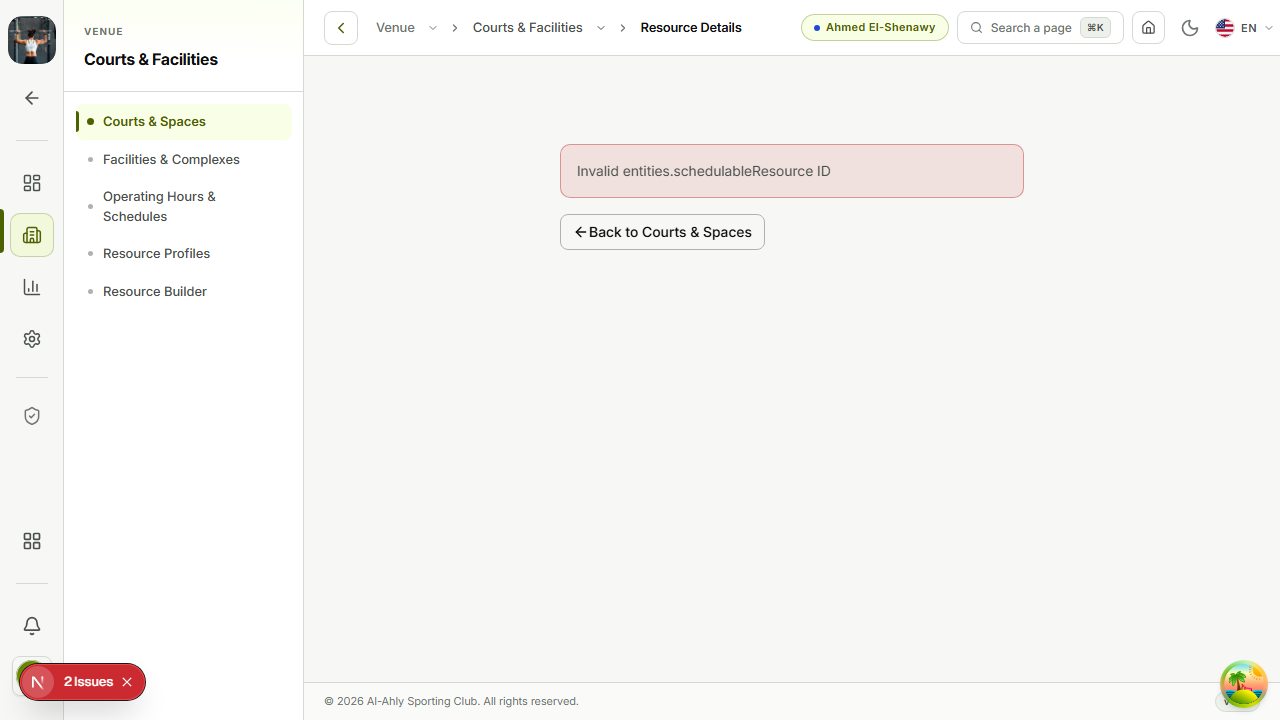 VENUE
Courts & Facilities
Courts & Spaces
Facilities & Complexes
Operating Hours &
Schedules
Resource Profiles
Resource Builder
2 Issues
Venue
Courts & Facilities
Resource Details
Ahmed El-Shenawy
Search a page
⌘K
EN
Invalid entities.schedulableResource ID
Back to Courts & Spaces
© 2026 Al-Ahly Sporting Club. All rights reserved.